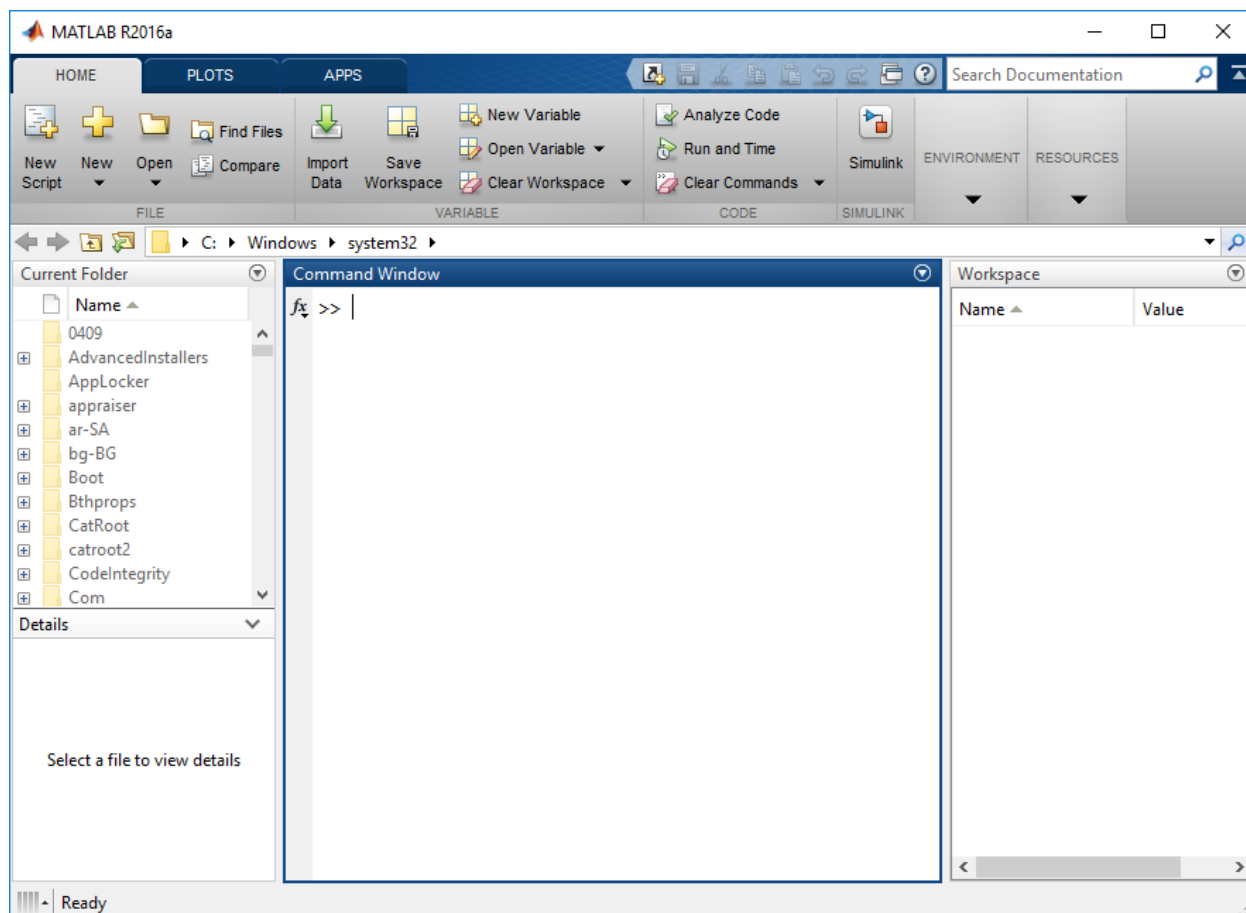 MATLAB R2016a
HOME PLOTS APPS Search Documentation
New Script
New
Open
Find Files
Compare
FILE
Import Data
Save Workspace
New Variable
Open Variable
Clear Workspace
VARIABLE
Analyze Code
Run and Time
Clear Commands
CODE
Simulink
SIMULINK
ENVIRONMENT
RESOURCES
C: Windows system32
Current Folder
Name
0409
AdvancedInstallers
AppLocker
appraiser
ar-SA
bg-BG
Boot
Bthprops
CatRoot
catroot2
CodeIntegrity
Com
Details
Select a file to view details
Command Window
fx >>
Workspace
Name Value
Ready